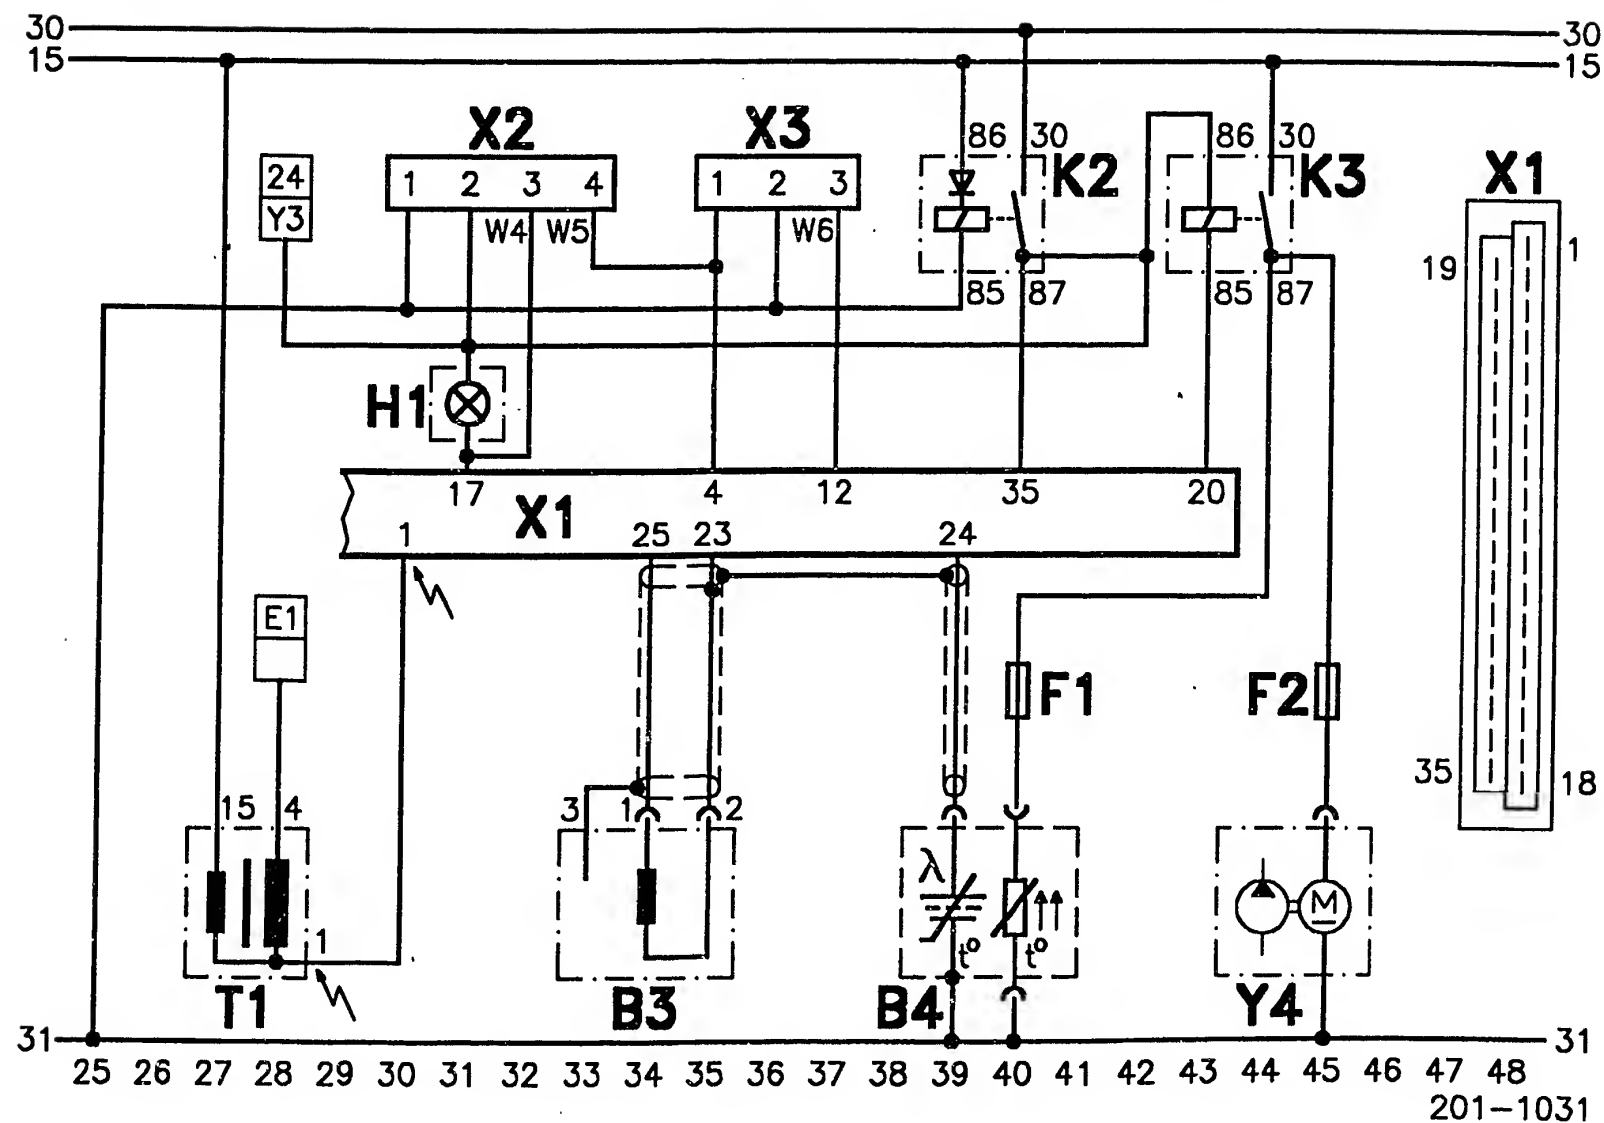 30 30
15 15
X2 X3
86 30 86 30
24
Y3
1 2 3 4
1 2 3
K2 K3 X1
W4 W5 W6
19 1
85 87 85 87
H1
17 4 12 35 20
X1
1 25 23 24
E1
F1 F2
35 18
15 4
3 1 2
λ
M
1
t° t°
T1 B3 B4 Y4
31 31
25 26 27 28 29 30 31 32 33 34 35 36 37 38 39 40 41 42 43 44 45 46 47 48
201-1031